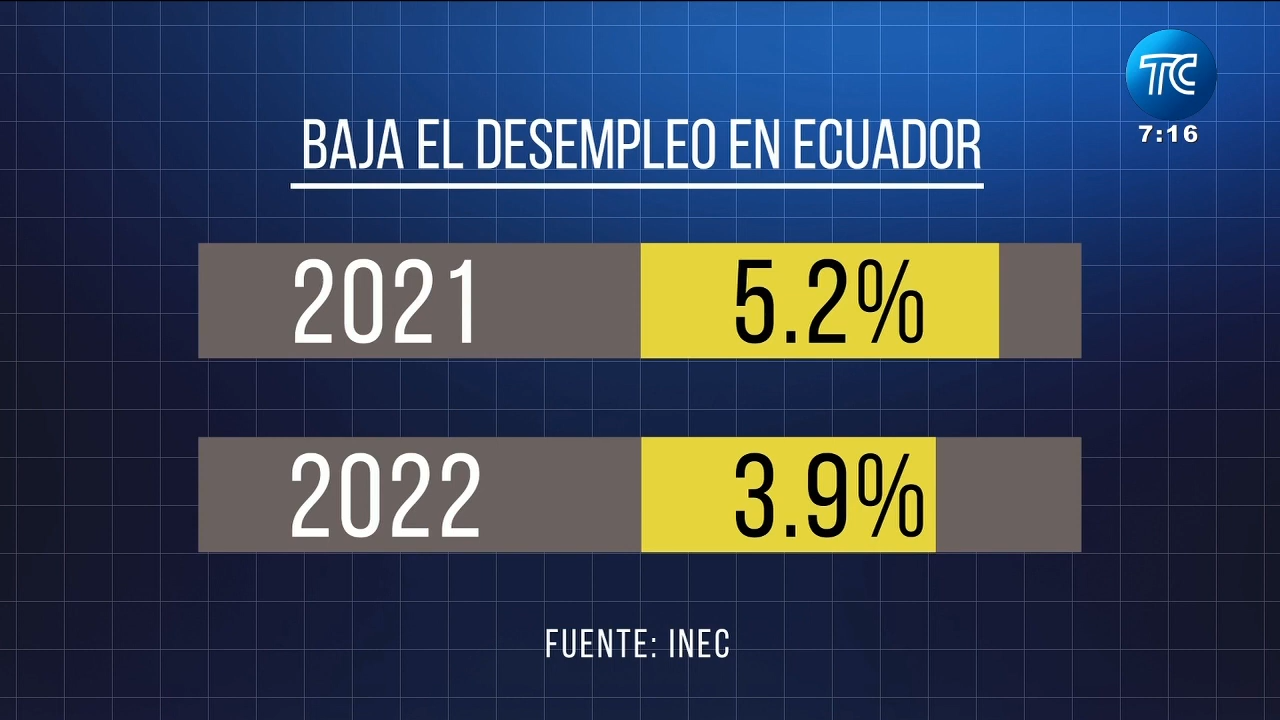 TC
7:16
BAJA EL DESEMPLEO EN ECUADOR
2021 5.2%
2022 3.9%
FUENTE: INEC